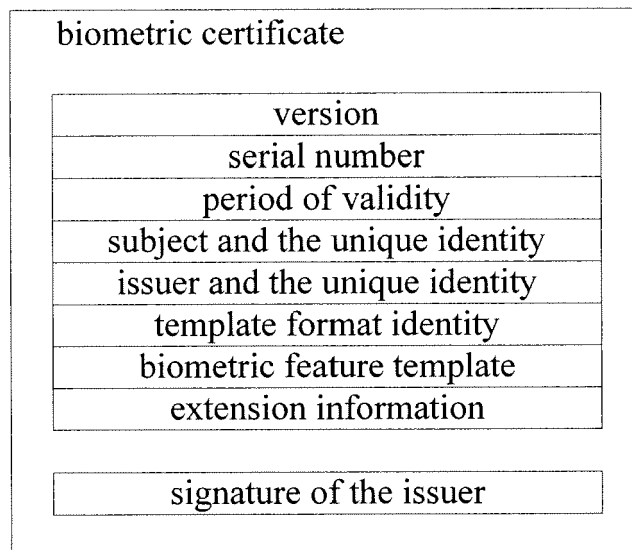 biometric certificate
version
serial number
period of validity
subject and the unique identity
issuer and the unique identity
template format identity
biometric feature template
extension information
signature of the issuer